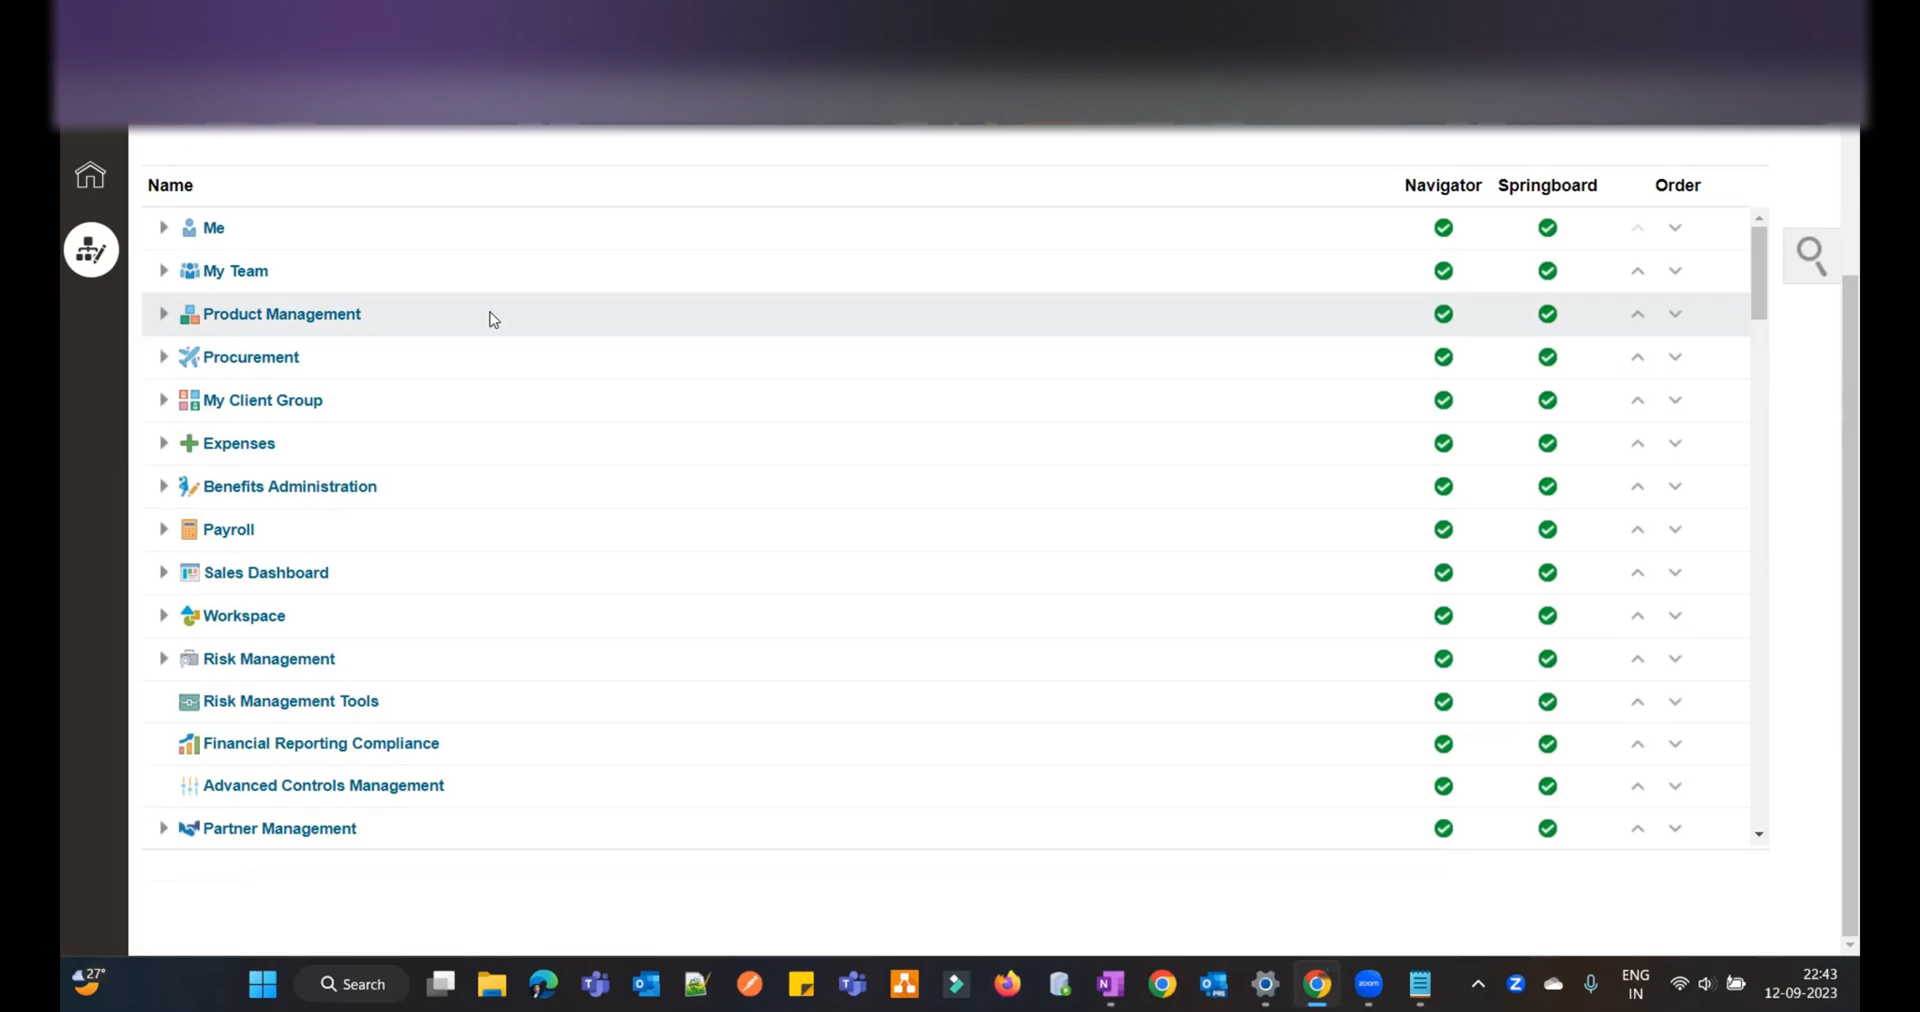 Name Navigator Springboard Order
Me
My Team
Product Management
Procurement
My Client Group
Expenses
Benefits Administration
Payroll
Sales Dashboard
Workspace
Risk Management
Risk Management Tools
Financial Reporting Compliance
Advanced Controls Management
Partner Management
27°
Search
zoom
ENG
IN
22:43
12-09-2023